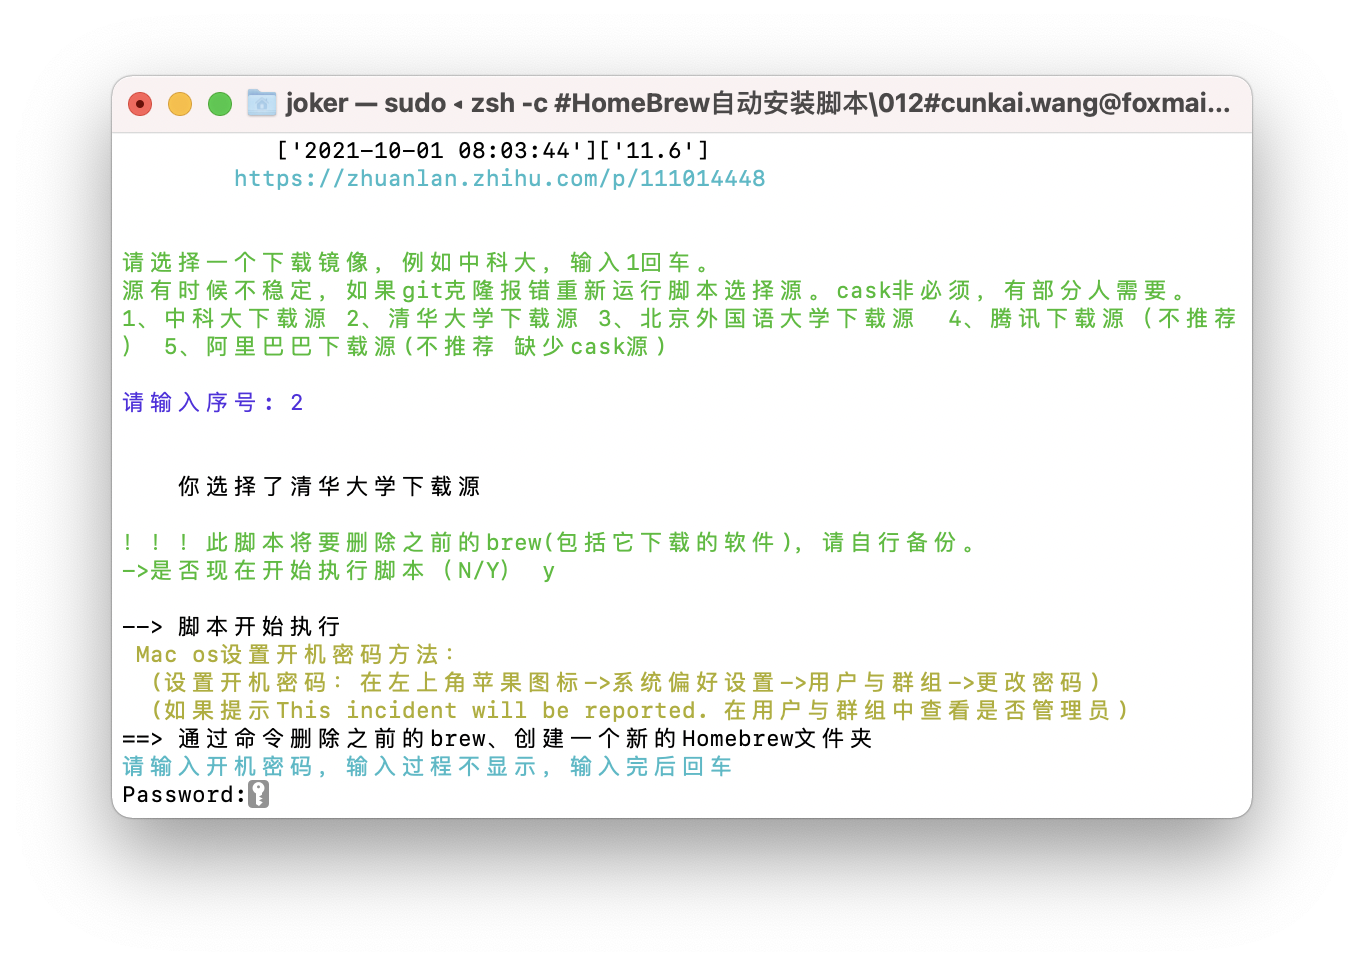 joker — sudo ◂ zsh -c #HomeBrew自动安装脚本\012#cunkai.wang@foxmai...
['2021-10-01 08:03:44']['11.6']
https://zhuanlan.zhihu.com/p/111014448
请选择一个下载镜像，例如中科大，输入1回车。
源有时候不稳定，如果git克隆报错重新运行脚本选择源。cask非必须，有部分人需要。
1、中科大下载源 2、清华大学下载源 3、北京外国语大学下载源  4、腾讯下载源（不推荐
）  5、阿里巴巴下载源(不推荐 缺少cask源)
请输入序号: 2
你选择了清华大学下载源
！！！此脚本将要删除之前的brew(包括它下载的软件)，请自行备份。
->是否现在开始执行脚本（N/Y）  y
--> 脚本开始执行
Mac os设置开机密码方法：
(设置开机密码：在左上角苹果图标->系统偏好设置->用户与群组->更改密码)
(如果提示This incident will be reported. 在用户与群组中查看是否管理员)
==> 通过命令删除之前的brew、创建一个新的Homebrew文件夹
请输入开机密码，输入过程不显示，输入完后回车
Password: